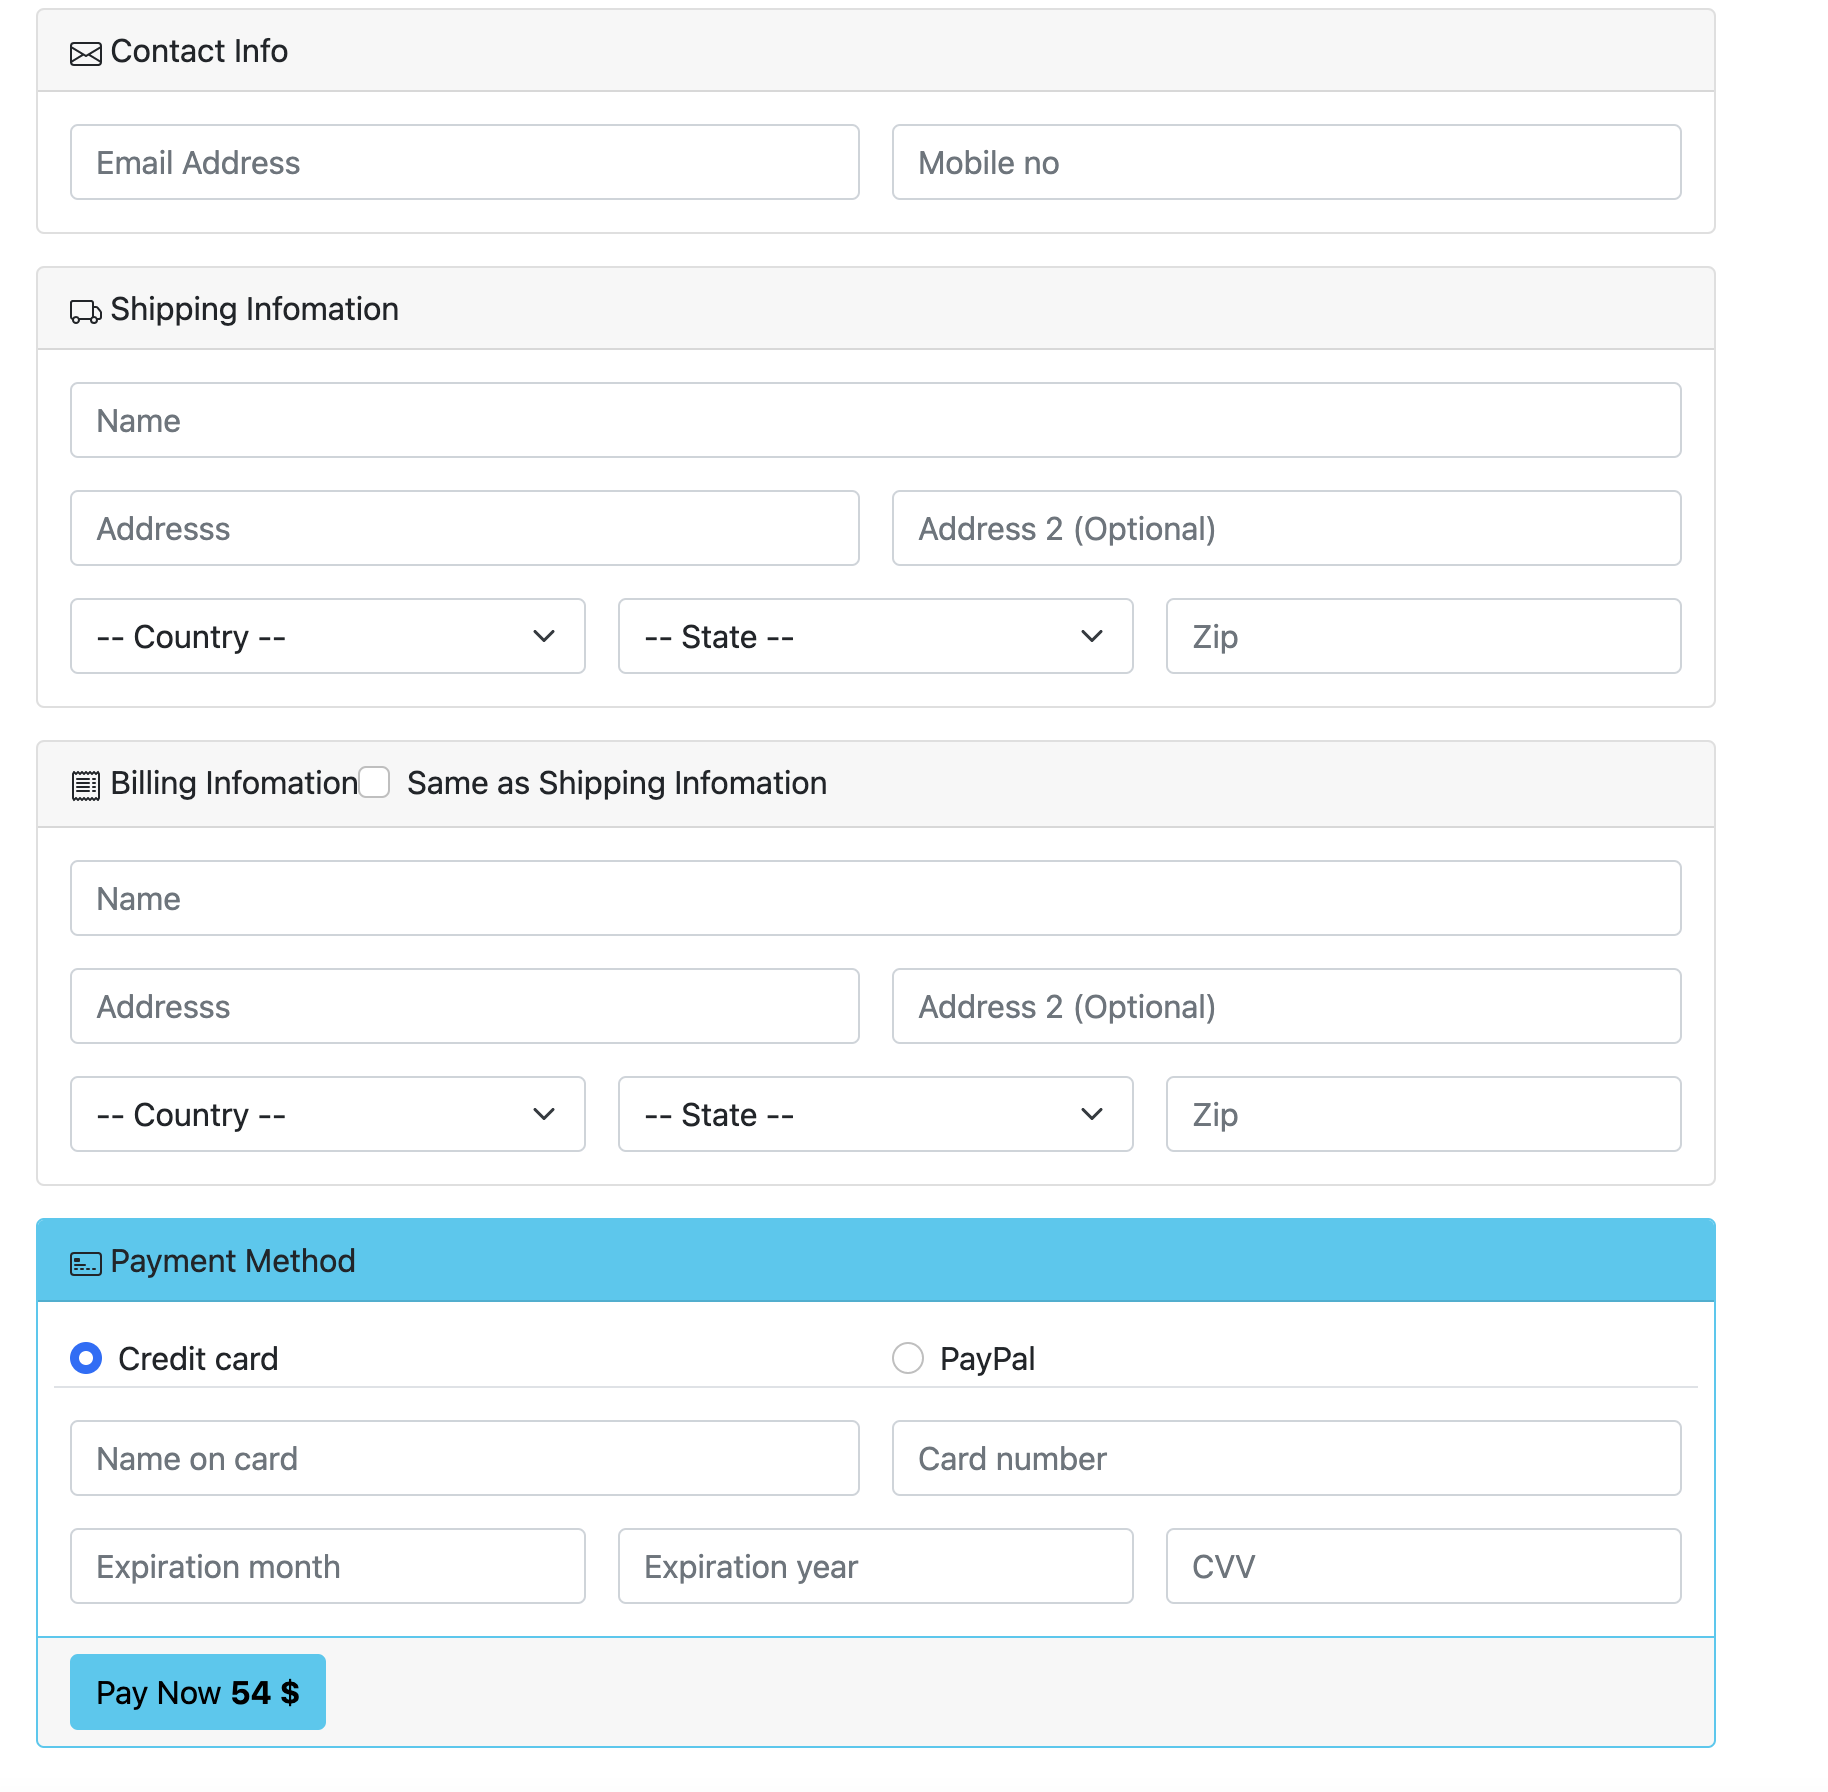 Contact Info
Email Address Mobile no
Shipping Infomation
Name
Addresss Address 2 (Optional)
-- Country -- -- State -- Zip
Billing Infomation Same as Shipping Infomation
Name
Addresss Address 2 (Optional)
-- Country -- -- State -- Zip
Payment Method
Credit card PayPal
Name on card Card number
Expiration month Expiration year CVV
Pay Now 54 $